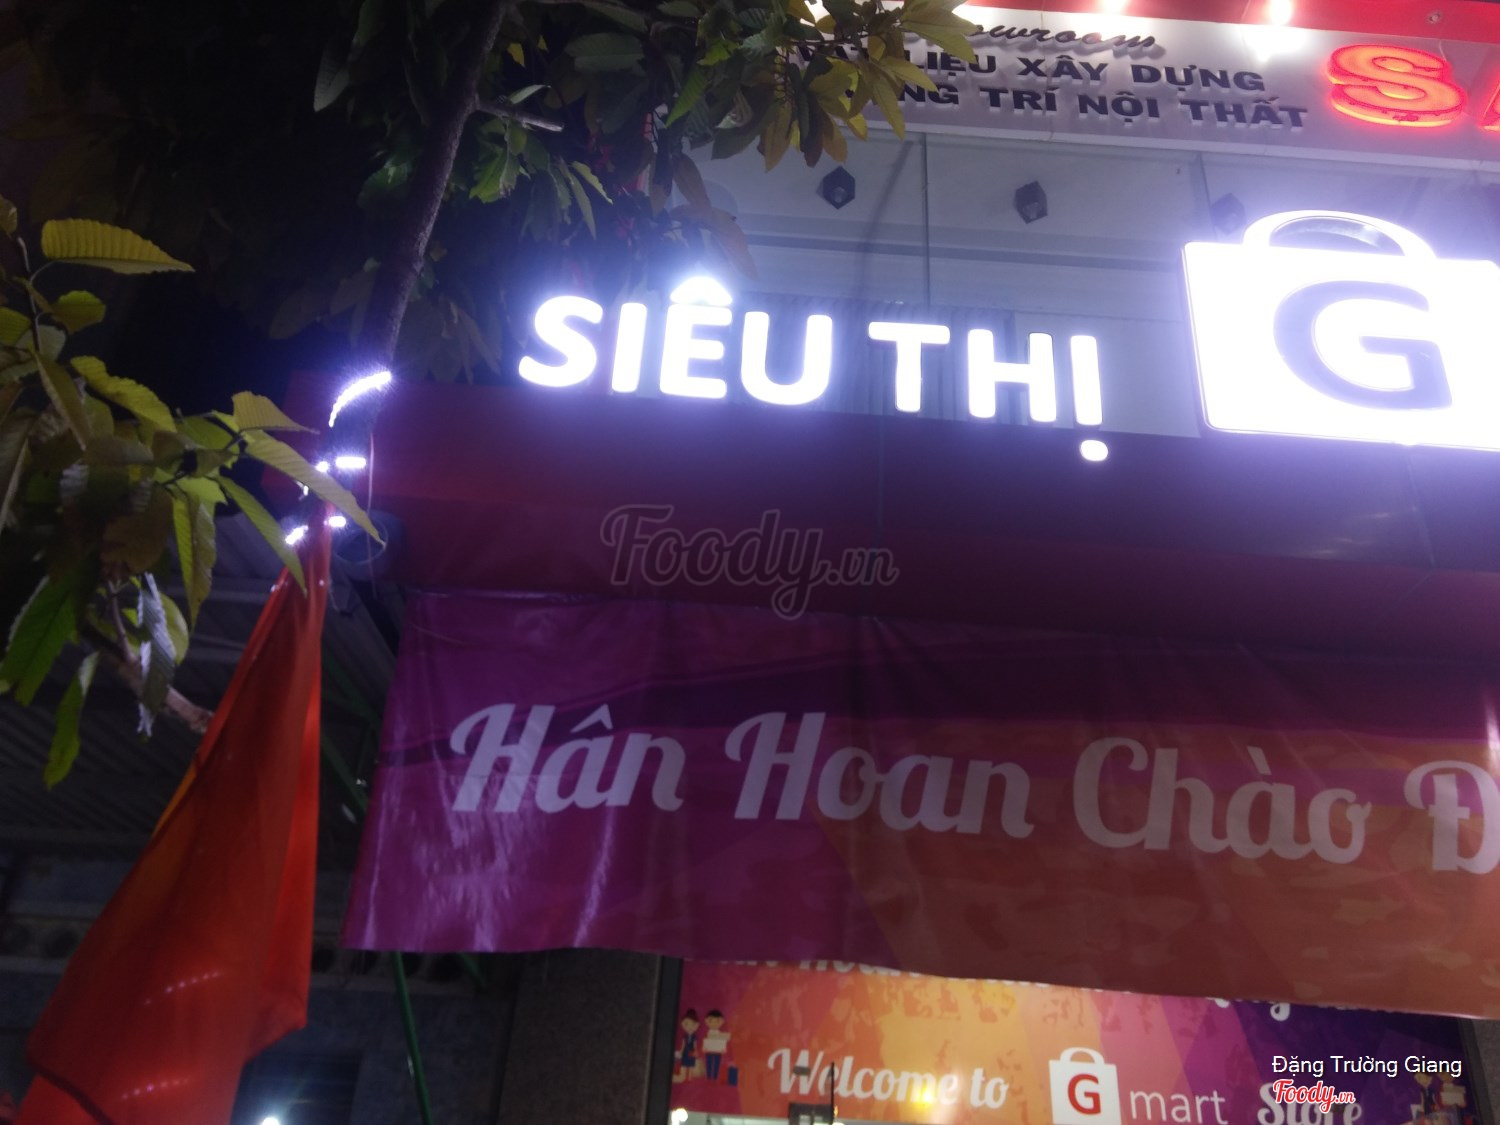 LIỆU XÂY DỰNG
TRÍ NỘI THẤT
SIÊU THỊ G
Foody.vn
Hân Hoan Chào Đ
Welcome to G mart Store
Đặng Trường Giang
Foody.vn